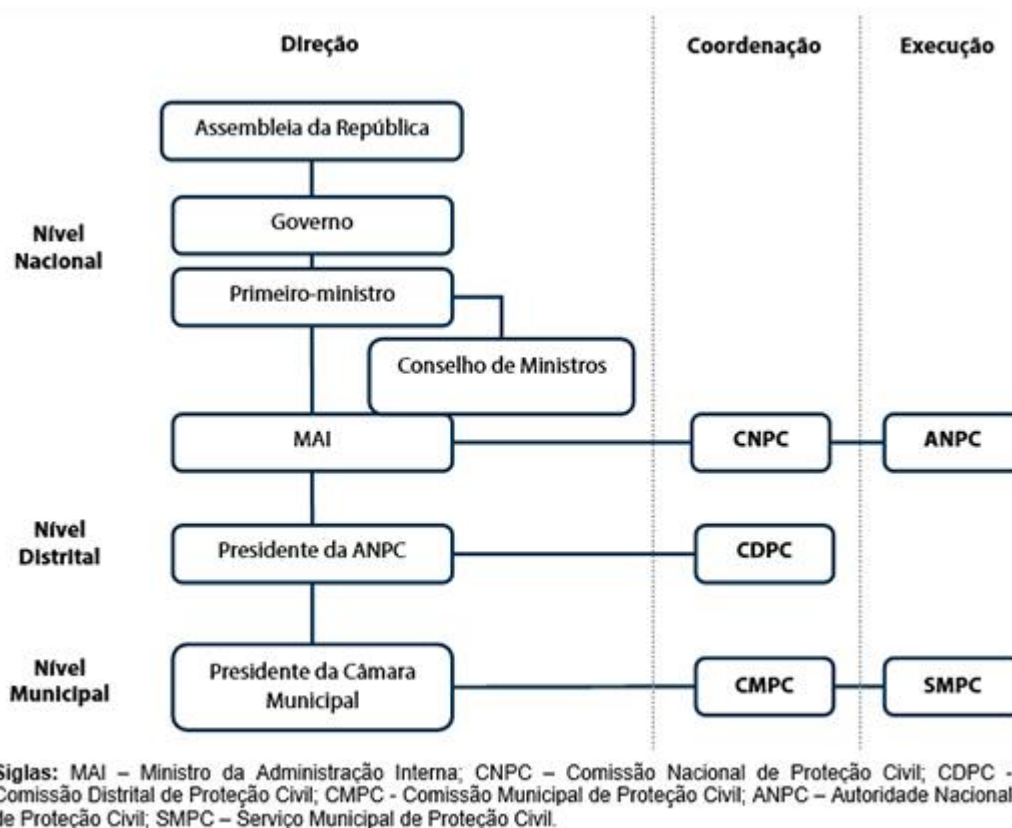 Direção Coordenação Execução
Assembleia da República
Governo
Nível
Nacional
Primeiro-ministro
Conselho de Ministros
MAI CNPC ANPC
Nível
Distrital
Presidente da ANPC CDPC
Nível
Municipal
Presidente da Câmara
Municipal
CMPC SMPC
Siglas: MAI – Ministro da Administração Interna; CNPC – Comissão Nacional de Proteção Civil; CDPC -
Comissão Distrital de Proteção Civil; CMPC - Comissão Municipal de Proteção Civil; ANPC – Autoridade Nacional
de Proteção Civil; SMPC – Serviço Municipal de Proteção Civil.